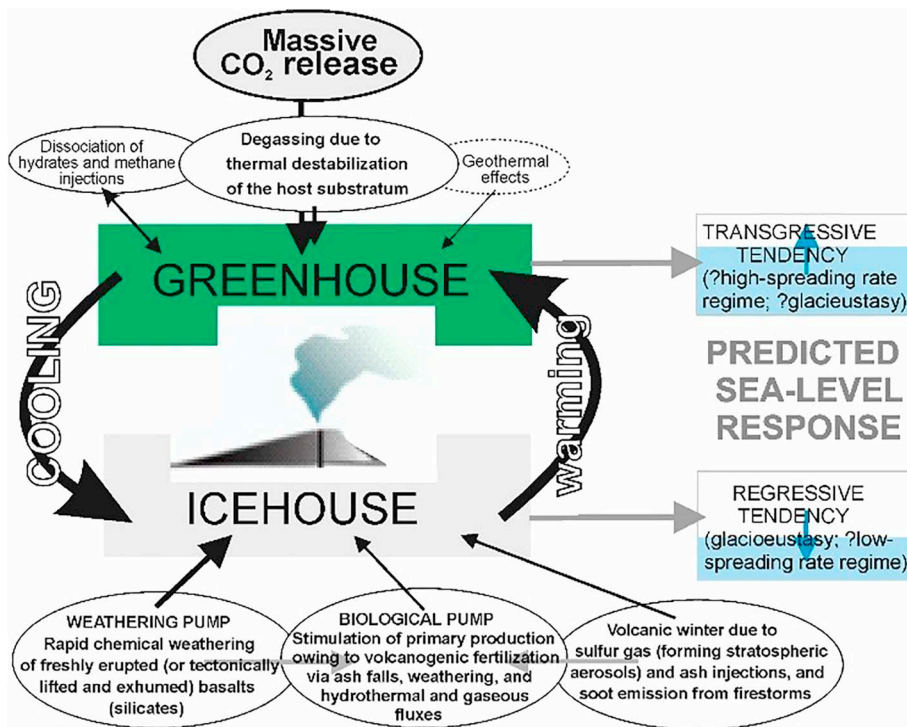 Massive
CO₂ release
Degassing due to
thermal destabilization
of the host substratum
Dissociation of
hydrates and methane
injections
Geothermal
effects
GREENHOUSE
TRANSGRESSIVE
TENDENCY
(?high-spreading rate
regime; ?glacieustasy)
COOLING
warming
PREDICTED
SEA-LEVEL
RESPONSE
ICEHOUSE
REGRESSIVE
TENDENCY
(glacioeustasy; ?low-
spreading rate regime)
WEATHERING PUMP
Rapid chemical weathering
of freshly erupted (or tectonically
lifted and exhumed) basalts
(silicates)
BIOLOGICAL PUMP
Stimulation of primary production
owing to volcanogenic fertilization
via ash falls, weathering, and
hydrothermal and gaseous
fluxes
Volcanic winter due to
sulfur gas (forming stratospheric
aerosols) and ash injections, and
soot emission from firestorms